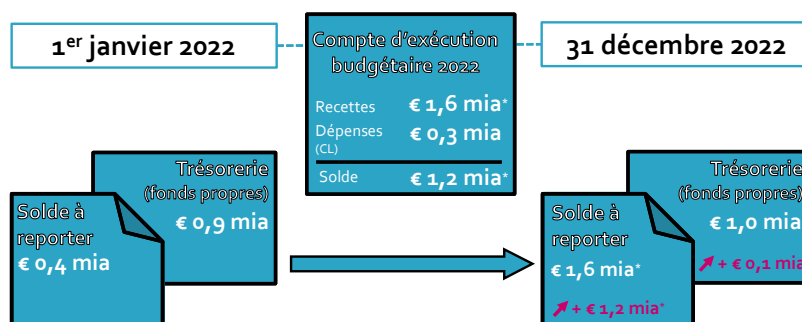 1er janvier 2022
Compte d'exécution
budgétaire 2022
Recettes € 1,6 mia*
Dépenses € 0,3 mia
(CL)
Solde € 1,2 mia*
31 décembre 2022
Trésorerie
(fonds propres)
€ 0,9 mia
Solde à
reporter
€ 0,4 mia
Trésorerie
(fonds propres)
€ 1,0 mia
+ € 0,1 mia
Solde à
reporter
€ 1,6 mia*
+ € 1,2 mia*